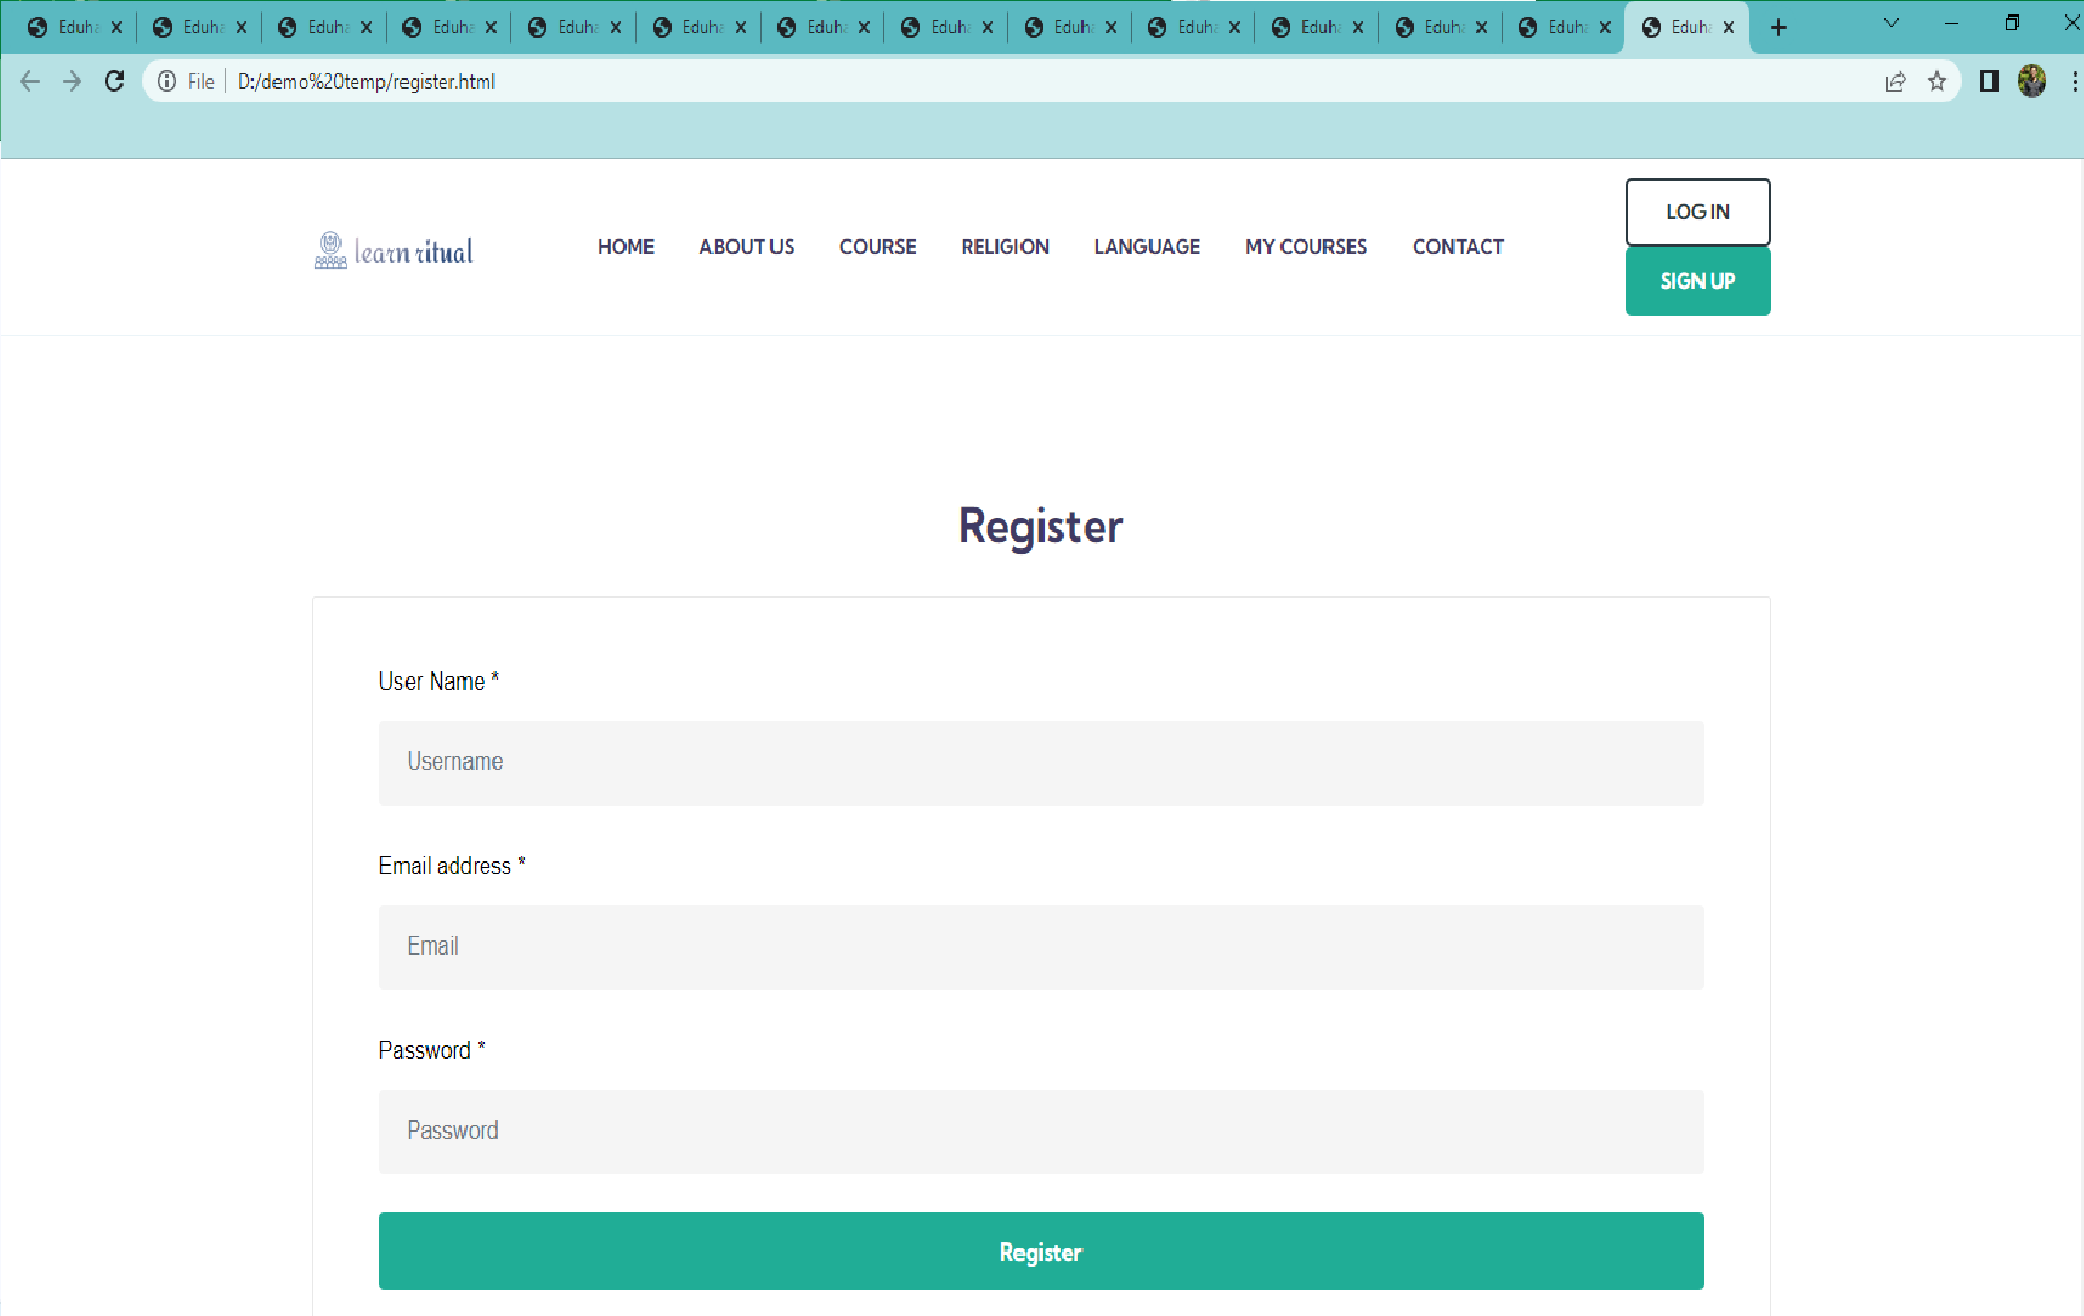 Eduha Eduha Eduha Eduha Eduha Eduha Eduha Eduha Eduha Eduha Eduha Eduha Eduha Eduha
File D:/demo%20temp/register.html
LOG IN
learn ritual HOME ABOUT US COURSE RELIGION LANGUAGE MY COURSES CONTACT
SIGN UP
Register
User Name *
Username
Email address *
Email
Password *
Password
Register